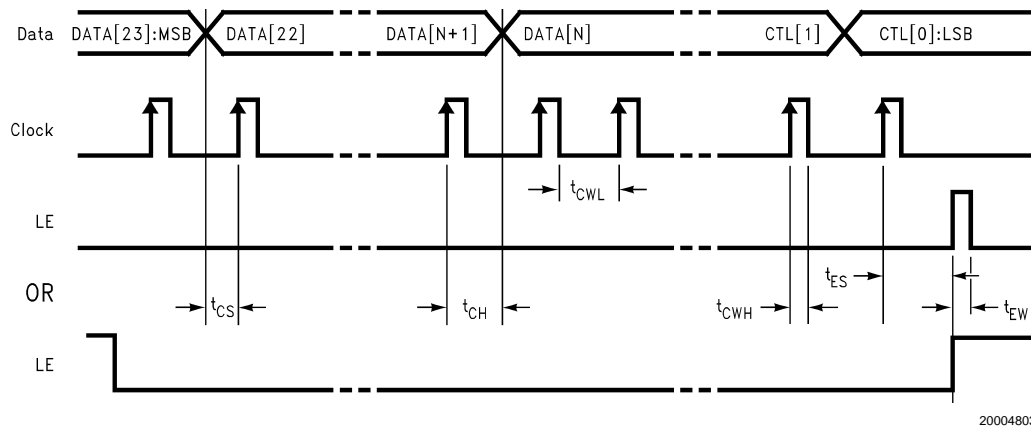 Data DATA[23]:MSB DATA[22] DATA[N+1] DATA[N] CTL[1] CTL[0]:LSB
Clock
tCWL
LE
tES
OR
tCS tCH tCWH tEW
LE
20004803